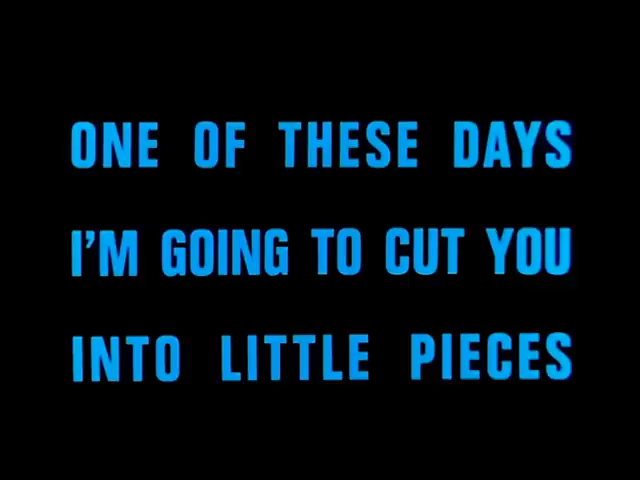 ONE OF THESE DAYS
I'M GOING TO CUT YOU
INTO LITTLE PIECES